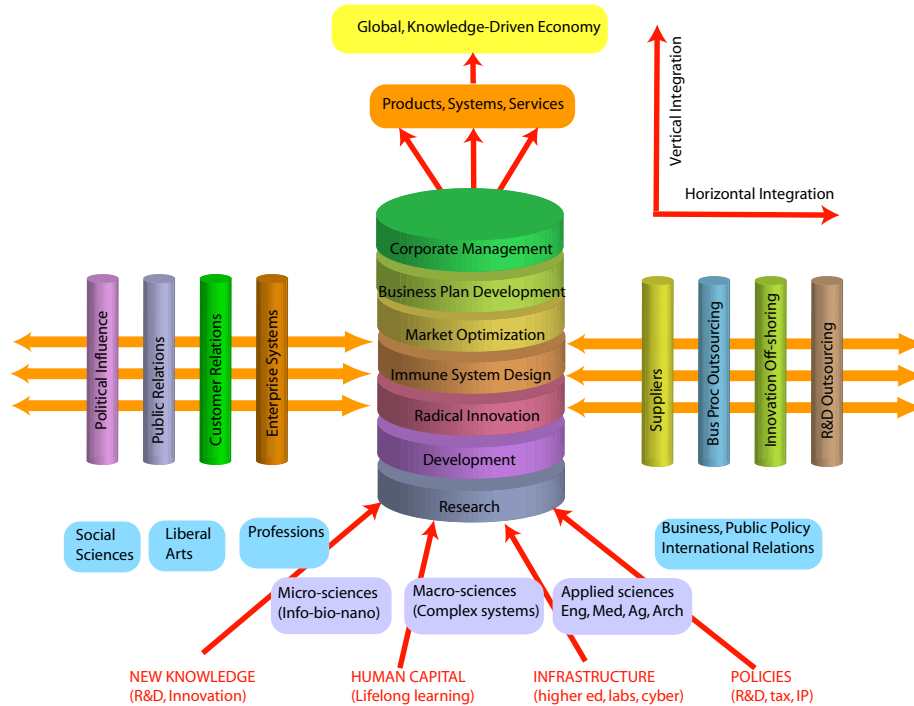 Global, Knowledge-Driven Economy
Products, Systems, Services
Vertical Integration
Horizontal Integration
Corporate Management
Business Plan Development
Market Optimization
Immune System Design
Radical Innovation
Development
Research
Political Influence
Public Relations
Customer Relations
Enterprise Systems
Suppliers
Bus Proc Outsourcing
Innovation Off-shoring
R&D Outsourcing
Social
Sciences
Liberal
Arts
Professions
Business, Public Policy
International Relations
Micro-sciences
(Info-bio-nano)
Macro-sciences
(Complex systems)
Applied sciences
Eng, Med, Ag, Arch
NEW KNOWLEDGE
(R&D, Innovation)
HUMAN CAPITAL
(Lifelong learning)
INFRASTRUCTURE
(higher ed, labs, cyber)
POLICIES
(R&D, tax, IP)